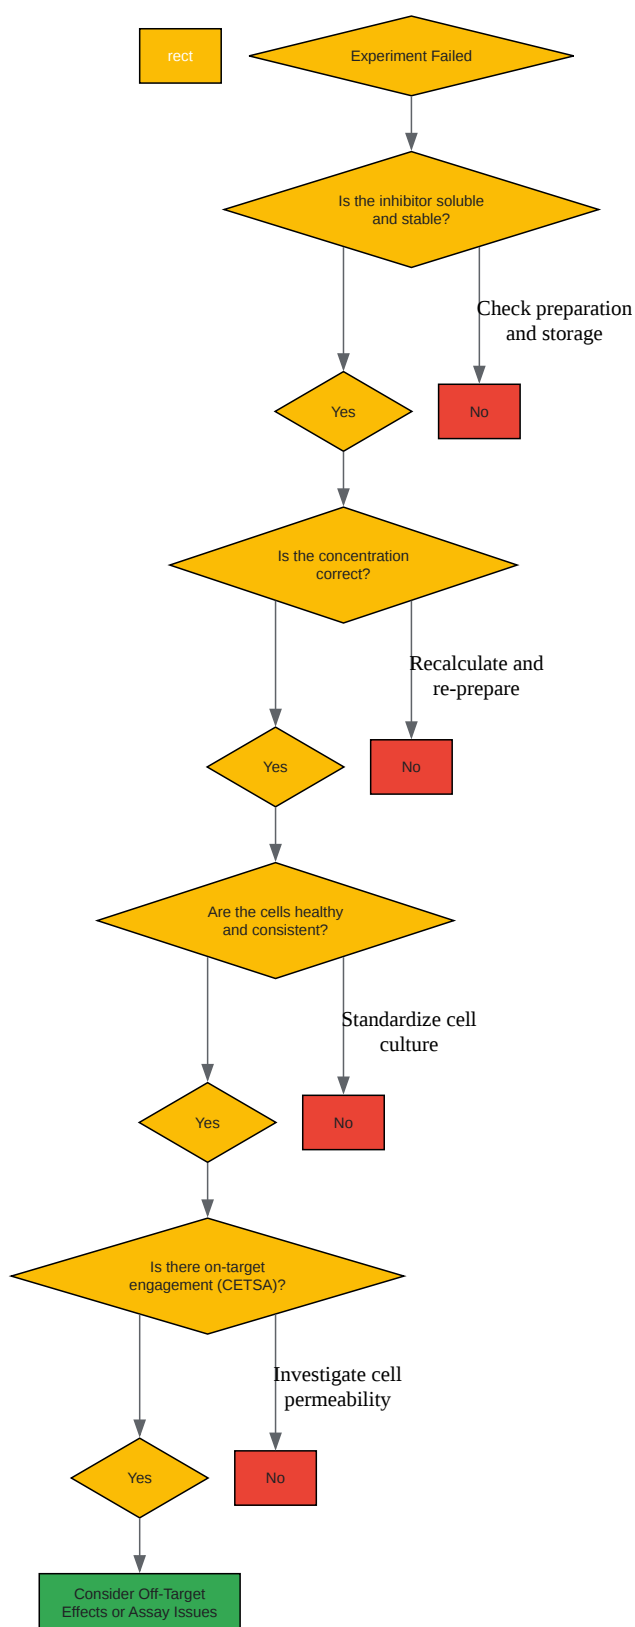 rect
Experiment Failed
Is the inhibitor soluble
and stable?
Check preparation
and storage
Yes
No
Is the concentration
correct?
Recalculate and
re-prepare
Yes
No
Are the cells healthy
and consistent?
Standardize cell
culture
Yes
No
Is there on-target
engagement (CETSA)?
Investigate cell
permeability
Yes
No
Consider Off-Target
Effects or Assay Issues